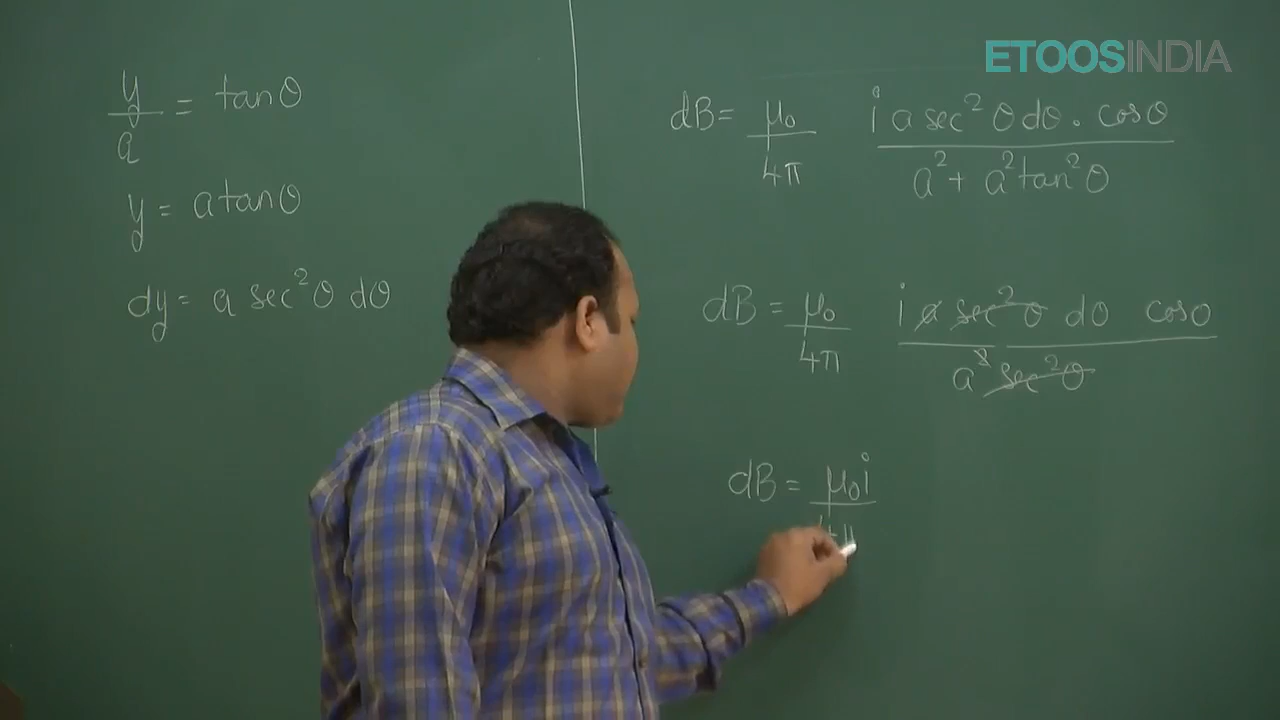 ETOOSINDIA
y/a = tanθ
y = a tanθ
dy = a sec²θ dθ
dB = μ₀/4π i a sec²θ dθ . cosθ / a² + a² tan²θ
dB = μ₀/4π i a sec²θ dθ cosθ / a² sec²θ
dB = μ₀i/4π